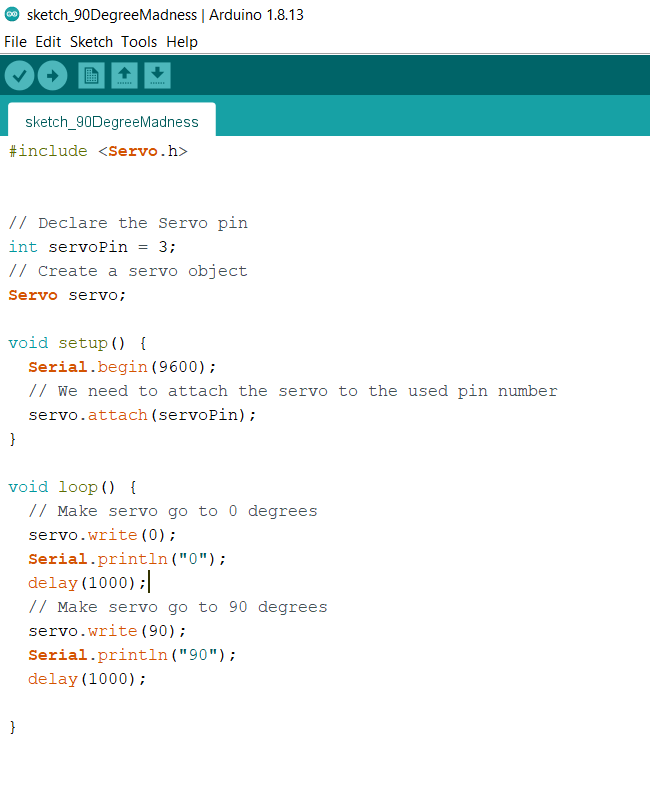 sketch_90DegreeMadness | Arduino 1.8.13
File Edit Sketch Tools Help
sketch_90DegreeMadness
#include <Servo.h>
// Declare the Servo pin
int servoPin = 3;
// Create a servo object
Servo servo;
void setup() {
  Serial.begin(9600);
  // We need to attach the servo to the used pin number
  servo.attach(servoPin);
}
void loop() {
  // Make servo go to 0 degrees
  servo.write(0);
  Serial.println("0");
  delay(1000);
  // Make servo go to 90 degrees
  servo.write(90);
  Serial.println("90");
  delay(1000);
}